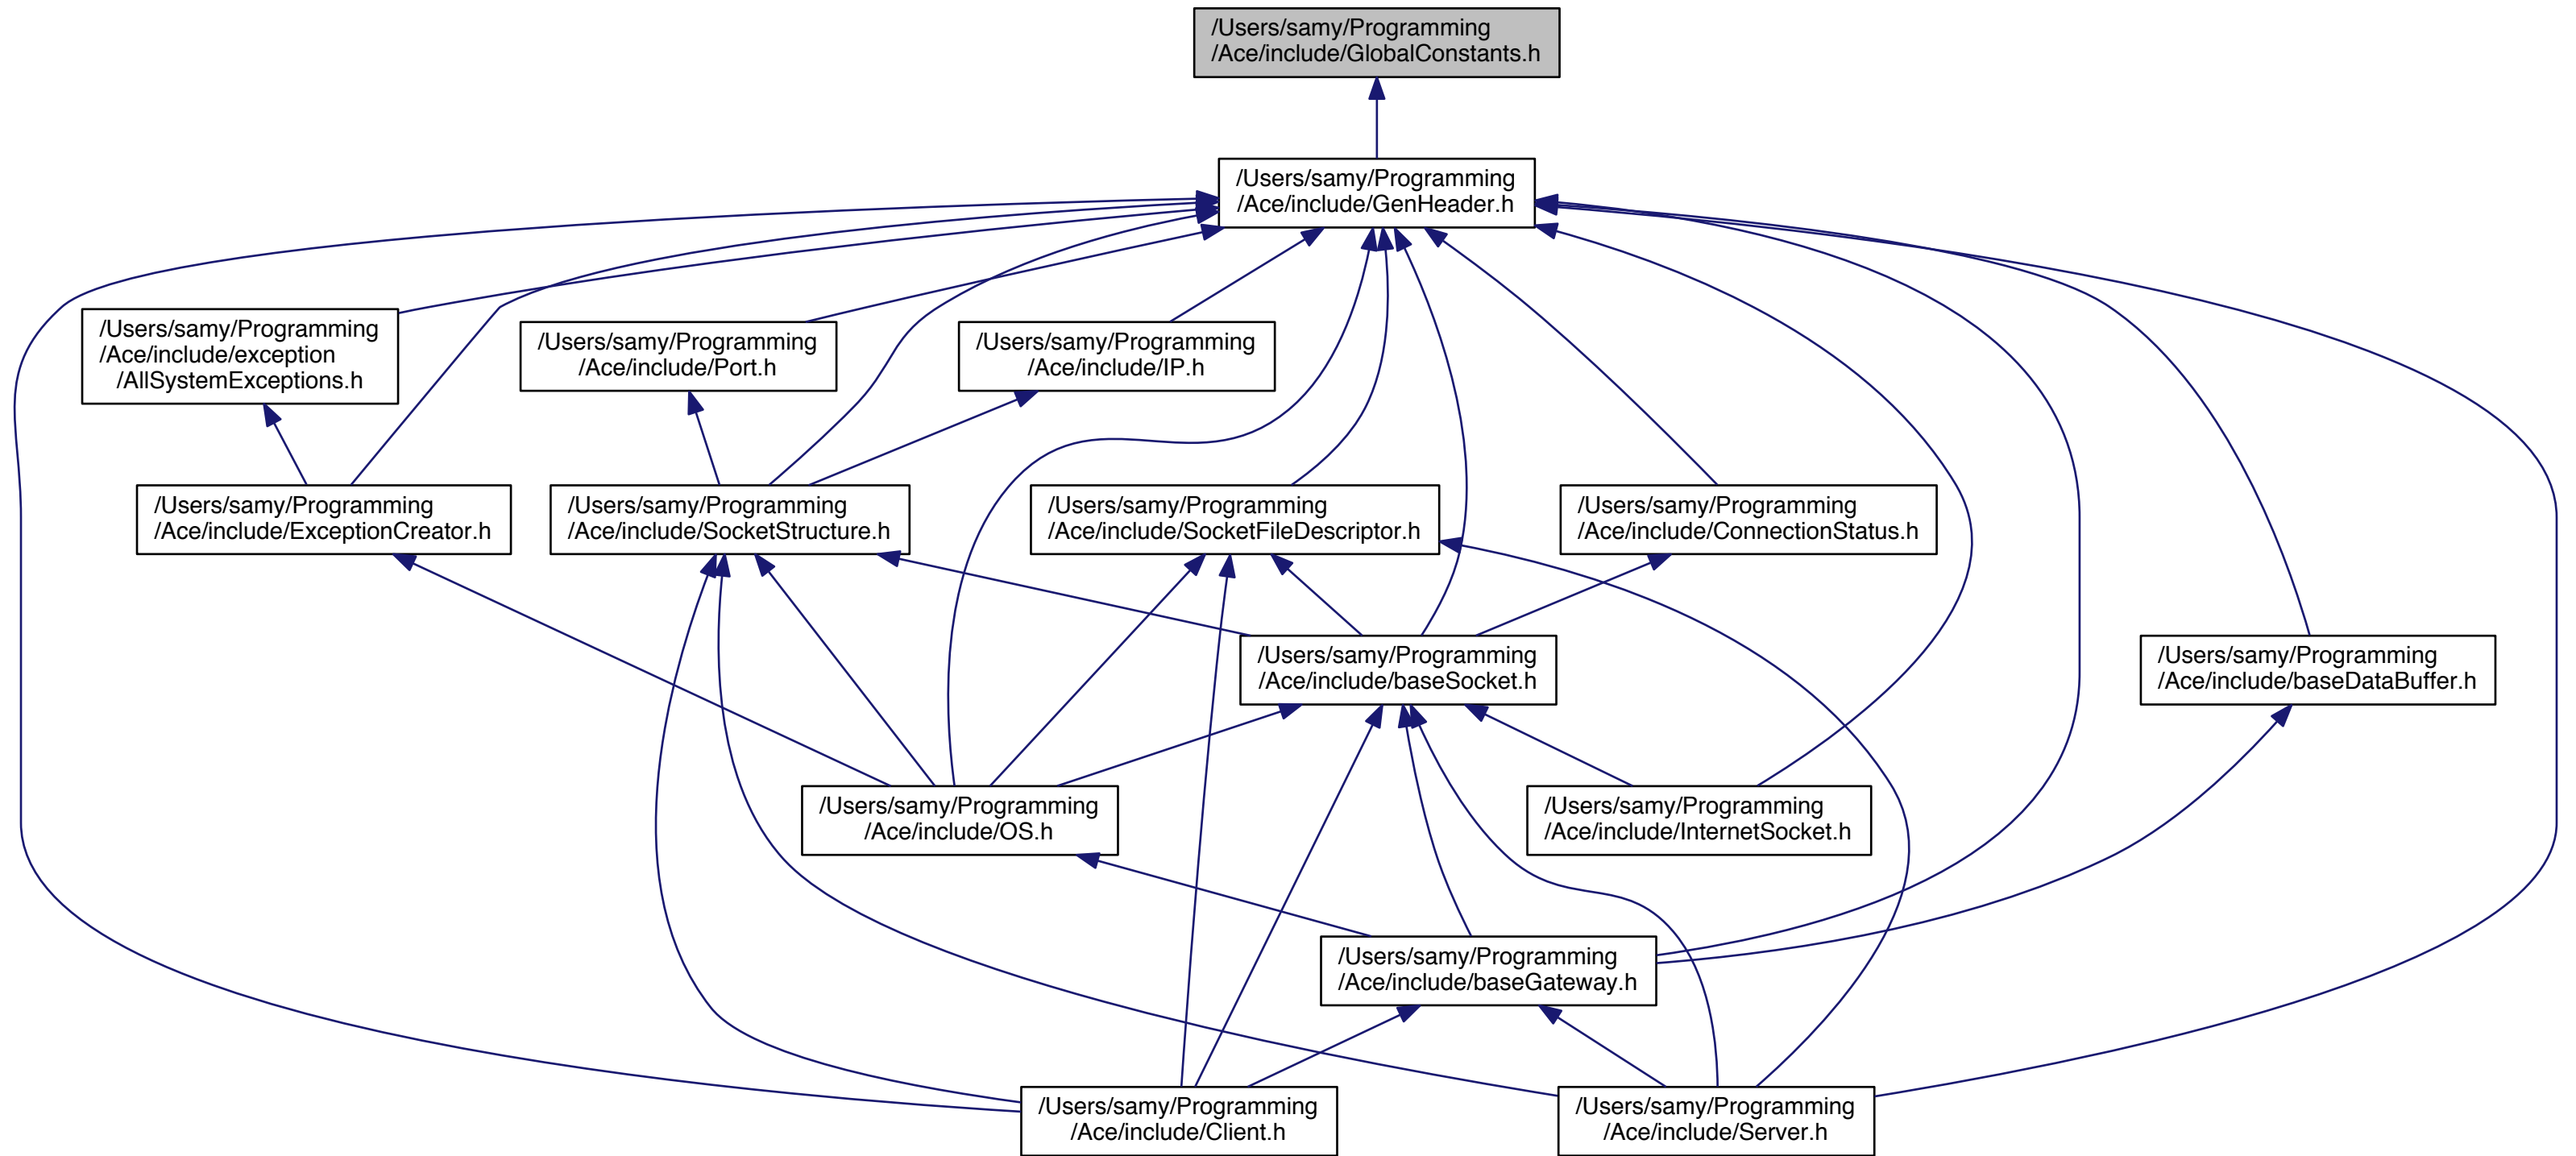 /Users/samy/Programming
/Ace/include/GlobalConstants.h
/Users/samy/Programming
/Ace/include/GenHeader.h
/Users/samy/Programming
/Ace/include/exception
/AllSystemExceptions.h
/Users/samy/Programming
/Ace/include/Port.h
/Users/samy/Programming
/Ace/include/IP.h
/Users/samy/Programming
/Ace/include/ExceptionCreator.h
/Users/samy/Programming
/Ace/include/SocketStructure.h
/Users/samy/Programming
/Ace/include/SocketFileDescriptor.h
/Users/samy/Programming
/Ace/include/ConnectionStatus.h
/Users/samy/Programming
/Ace/include/baseSocket.h
/Users/samy/Programming
/Ace/include/baseDataBuffer.h
/Users/samy/Programming
/Ace/include/OS.h
/Users/samy/Programming
/Ace/include/InternetSocket.h
/Users/samy/Programming
/Ace/include/baseGateway.h
/Users/samy/Programming
/Ace/include/Client.h
/Users/samy/Programming
/Ace/include/Server.h